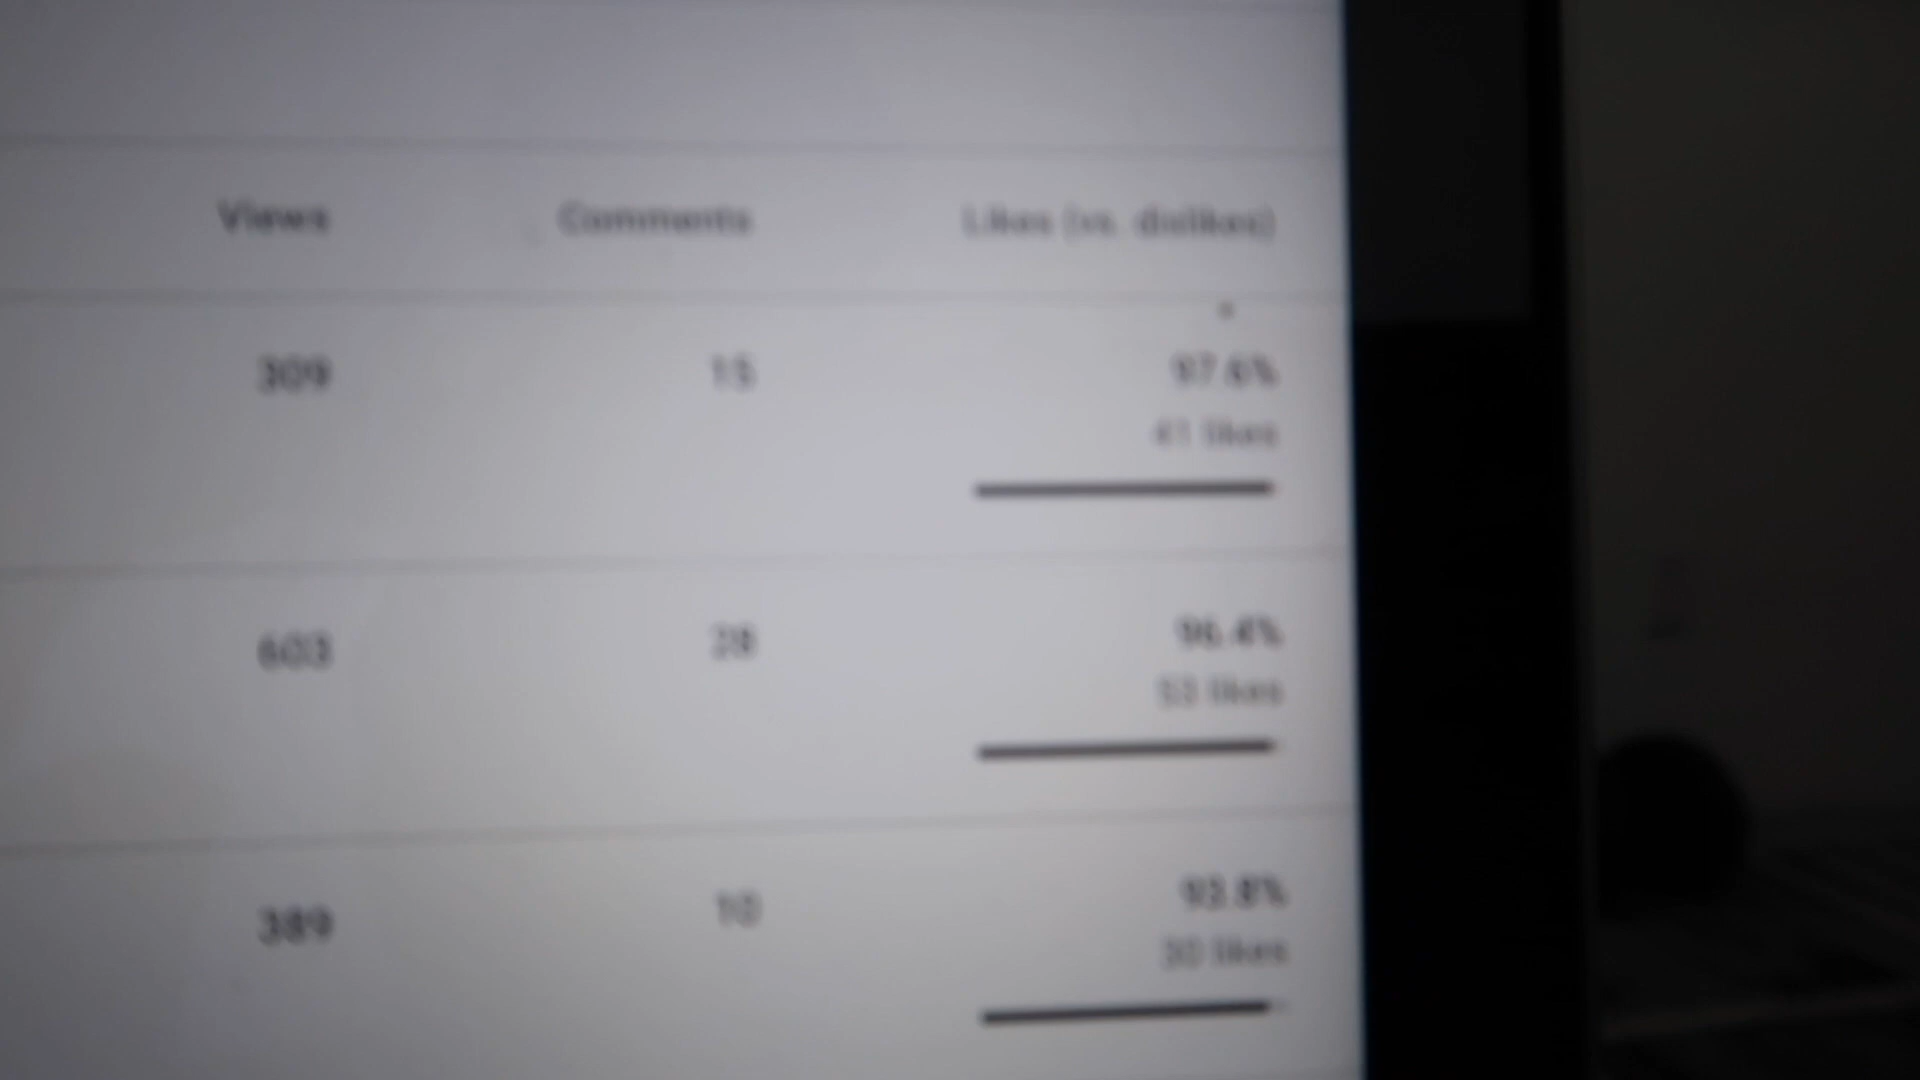 Views Comments Likes (vs. dislikes)
309 15 97.6%
41 likes
603 28 96.4%
53 likes
389 10 93.8%
30 likes